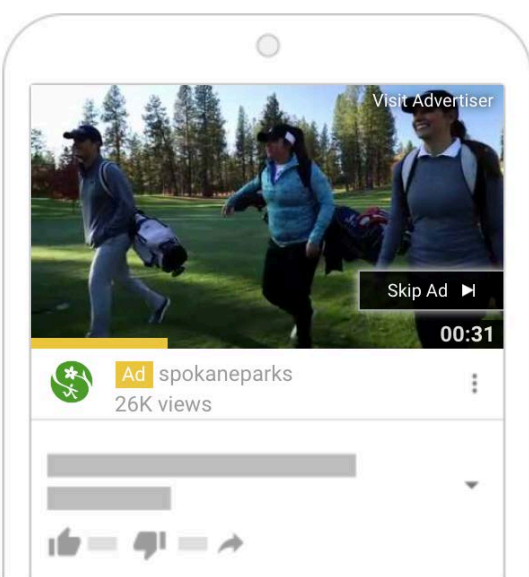 Visit Advertiser
Skip Ad
00:31
Ad spokaneparks
26K views